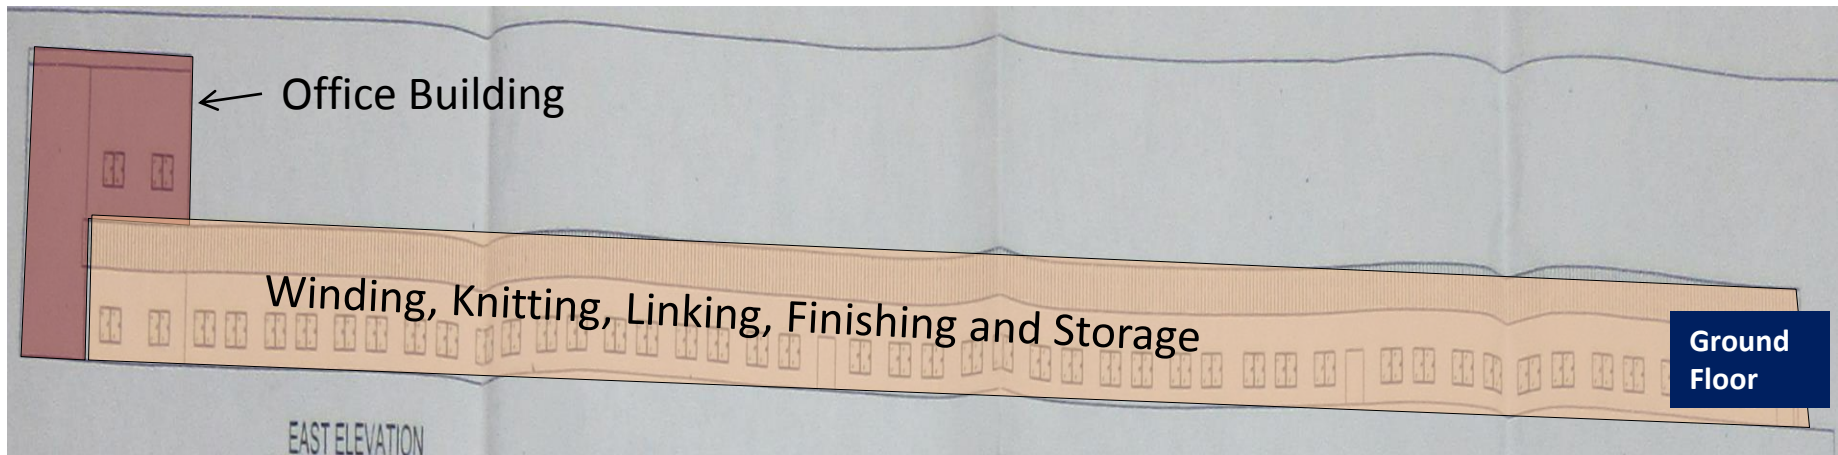 Office Building
Winding, Knitting, Linking, Finishing and Storage
Ground
Floor
EAST ELEVATION